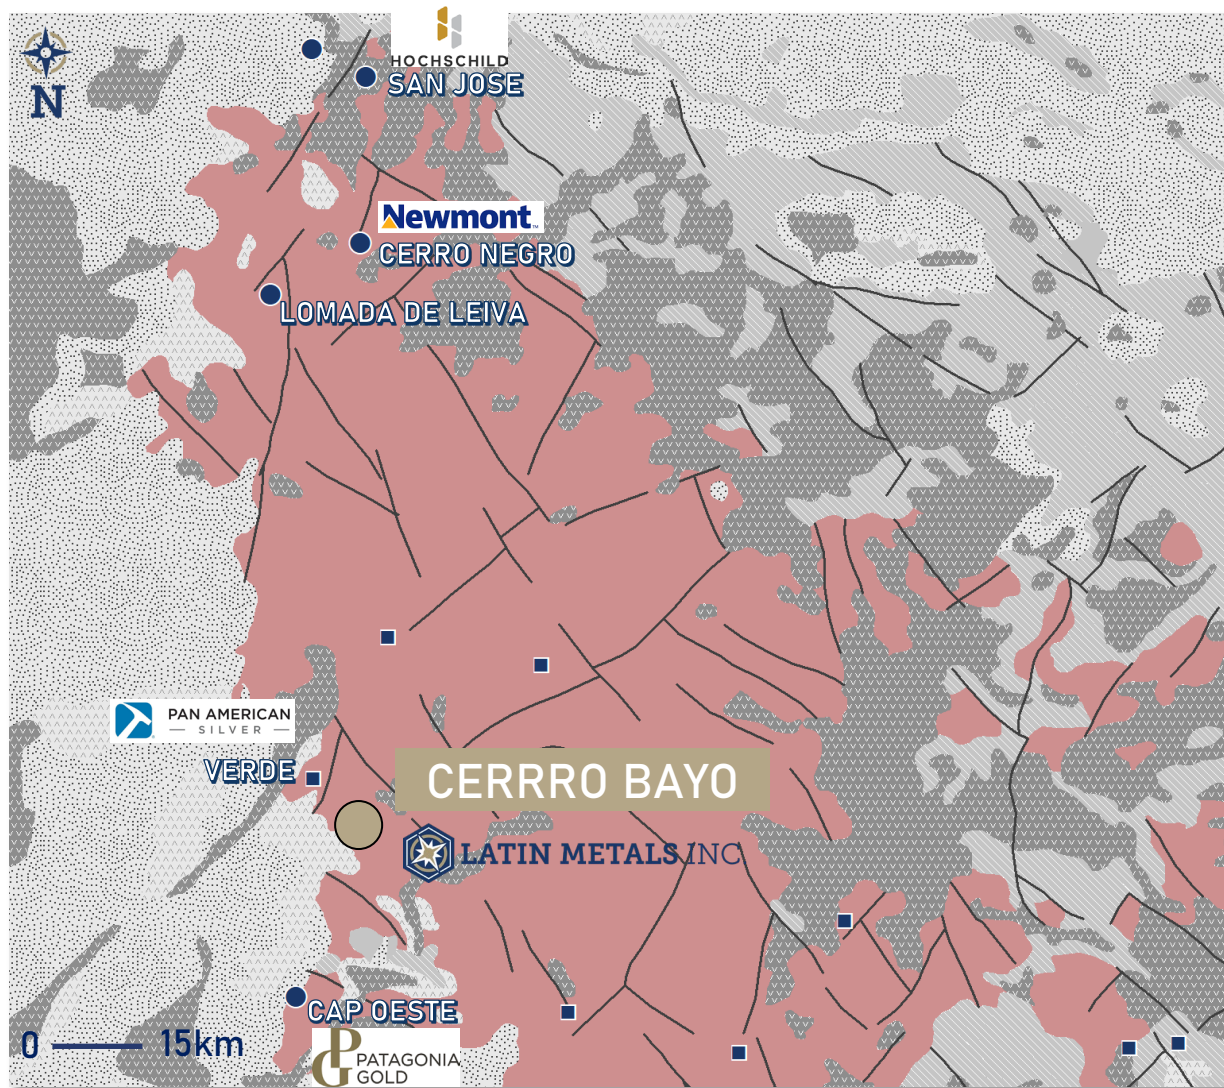 HOCHSCHILD
SAN JOSE
N
Newmont™
CERRO NEGRO
LOMADA DE LEIVA
PAN AMERICAN
— SILVER —
VERDE
CERRRO BAYO
LATIN METALS INC
CAP OESTE
0 15km
PATAGONIA
GOLD